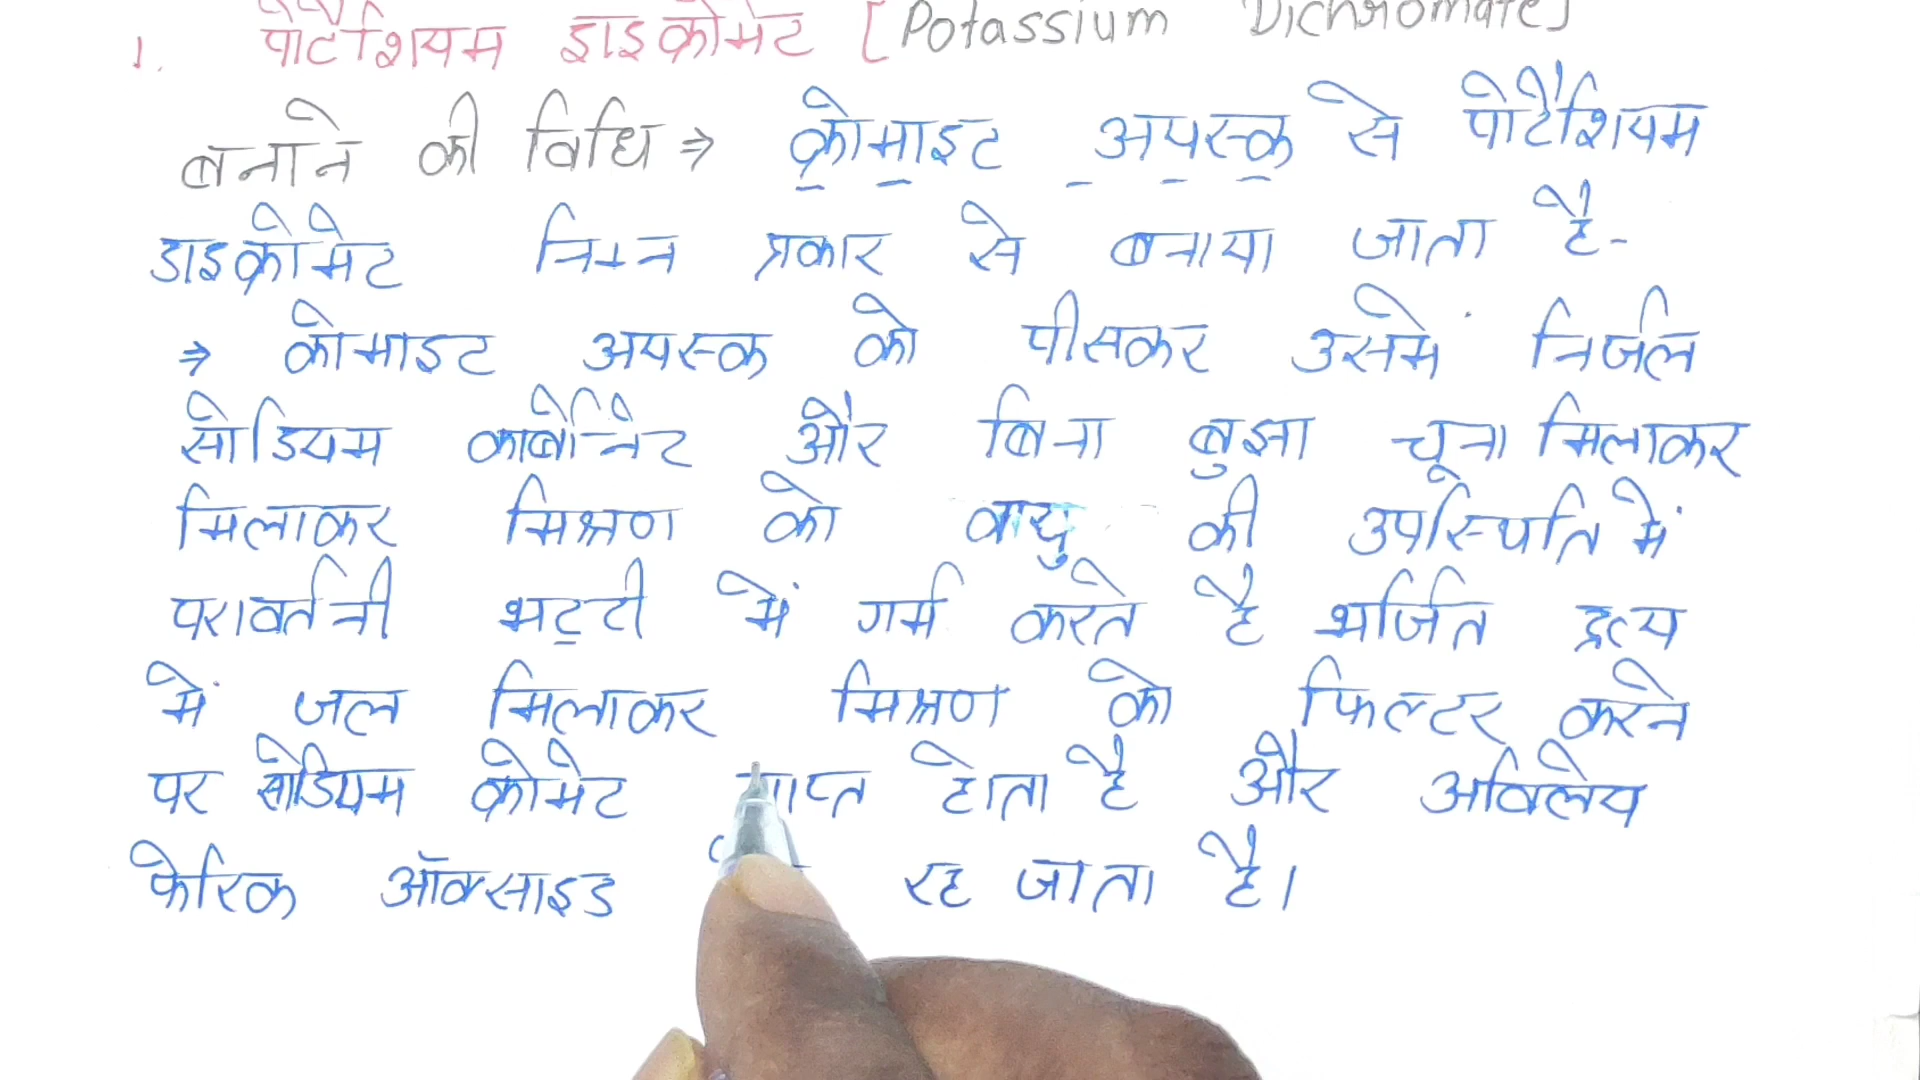 1. पोटैशियम डाइक्रोमेट [Potassium Dichromate]
बनाने की विधि ⇒ क्रोमाइट अयस्क से पोटैशियम
डाइक्रोमेट निम्न प्रकार से बनाया जाता है-
⇒ क्रोमाइट अयस्क को पीसकर उसमें निर्जल
सोडियम कार्बोनेट और बिना बुझा चूना मिलाकर
मिलाकर मिश्रण को वायु की उपस्थिति में
परावर्तनी भट्टी में गर्म करते है भर्जित द्रव्य
में जल मिलाकर मिश्रण को फिल्टर करने
पर सोडियम क्रोमेट प्राप्त होता है और अविलेय
फेरिक ऑक्साइड रह जाता है।